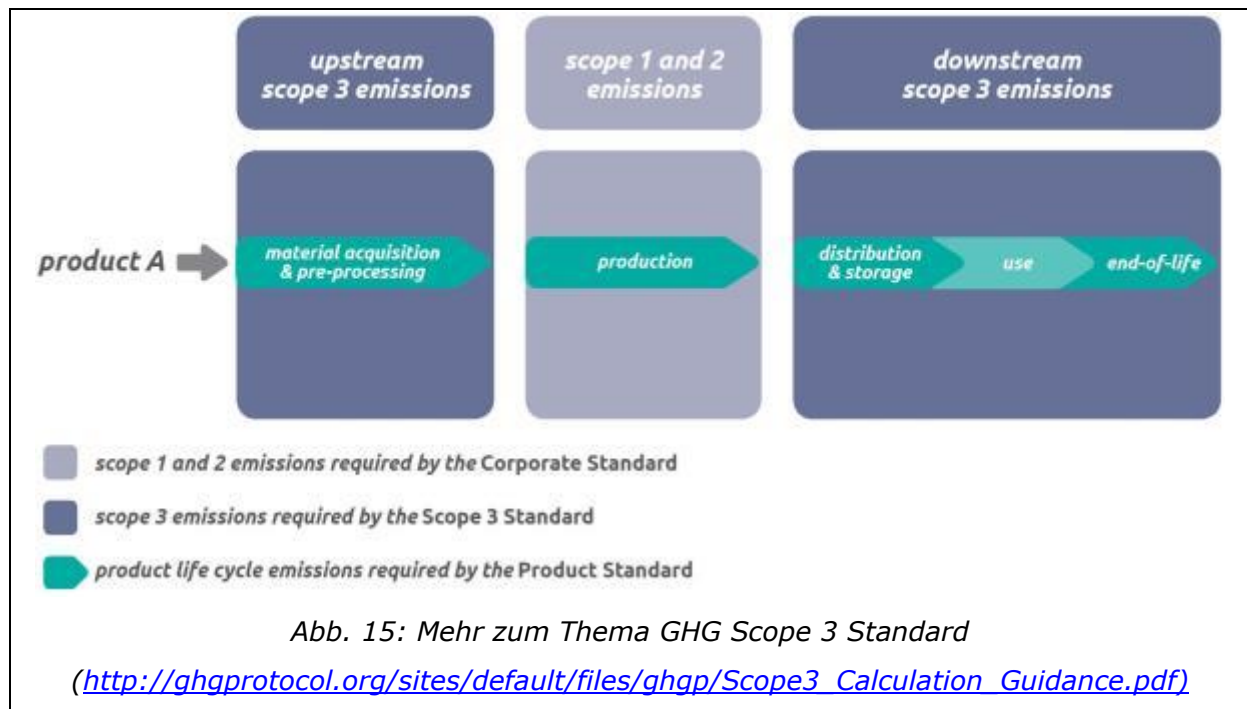 upstream
scope 3 emissions
scope 1 and 2
emissions
downstream
scope 3 emissions
product A
material acquisition
& pre-processing
production
distribution
& storage
use
end-of-life
scope 1 and 2 emissions required by the Corporate Standard
scope 3 emissions required by the Scope 3 Standard
product life cycle emissions required by the Product Standard
Abb. 15: Mehr zum Thema GHG Scope 3 Standard
(http://ghgprotocol.org/sites/default/files/ghgp/Scope3_Calculation_Guidance.pdf)